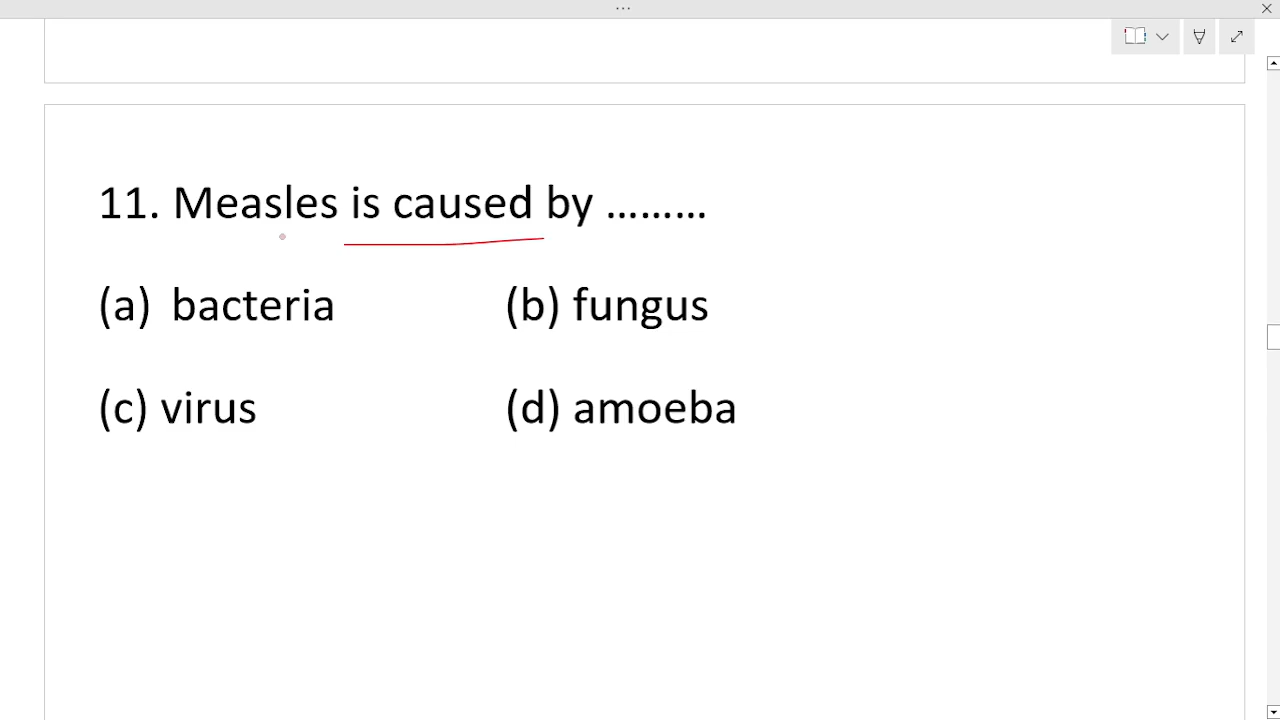 11. Measles is caused by .........
(a) bacteria (b) fungus
(c) virus (d) amoeba